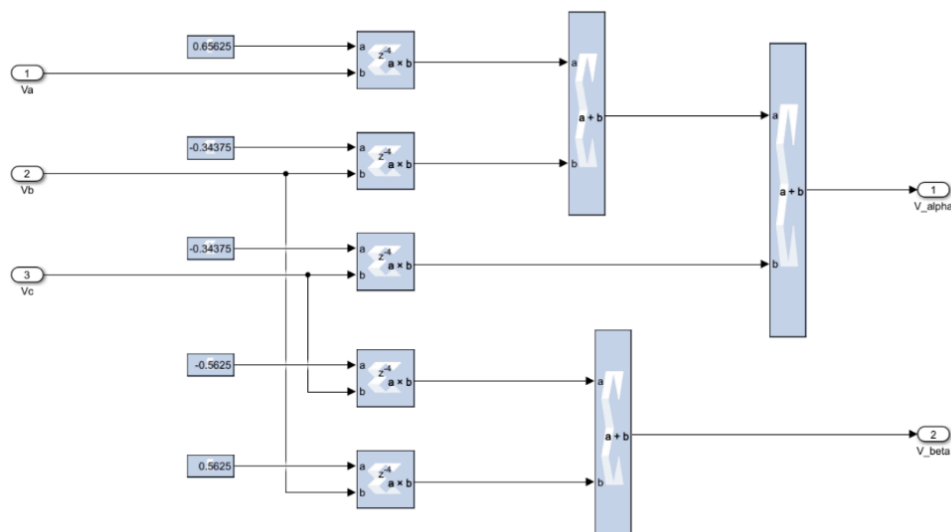 0.65625
a
b
z-4
a × b
1
Va
a
b
a + b
a
b
a + b
-0.34375
a
b
z-4
a × b
2
Vb
1
V_alpha
-0.34375
a
b
z-4
a × b
3
Vc
-0.5625
a
b
z-4
a × b
a
b
a + b
2
V_beta
0.5625
a
b
z-4
a × b